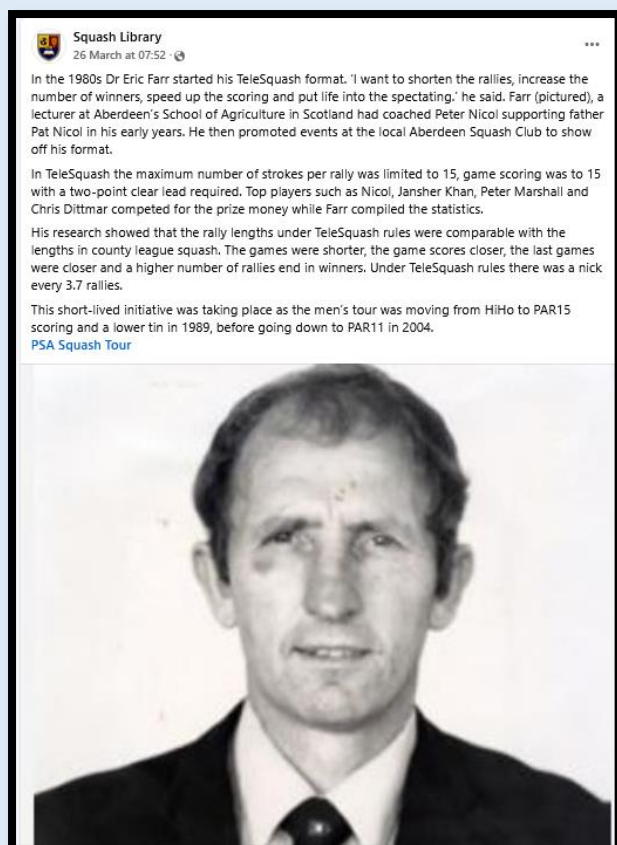 Squash Library
26 March at 07:52 ·
In the 1980s Dr Eric Farr started his TeleSquash format. 'I want to shorten the rallies, increase the
number of winners, speed up the scoring and put life into the spectating.' he said. Farr (pictured), a
lecturer at Aberdeen's School of Agriculture in Scotland had coached Peter Nicol supporting father
Pat Nicol in his early years. He then promoted events at the local Aberdeen Squash Club to show
off his format.
In TeleSquash the maximum number of strokes per rally was limited to 15, game scoring was to 15
with a two-point clear lead required. Top players such as Nicol, Jansher Khan, Peter Marshall and
Chris Dittmar competed for the prize money while Farr compiled the statistics.
His research showed that the rally lengths under TeleSquash rules were comparable with the
lengths in county league squash. The games were shorter, the game scores closer, the last games
were closer and a higher number of rallies end in winners. Under TeleSquash rules there was a nick
every 3.7 rallies.
This short-lived initiative was taking place as the men's tour was moving from HiHo to PAR15
scoring and a lower tin in 1989, before going down to PAR11 in 2004.
PSA Squash Tour